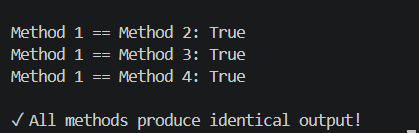 Method 1 == Method 2: True
Method 1 == Method 3: True
Method 1 == Method 4: True
✓ All methods produce identical output!